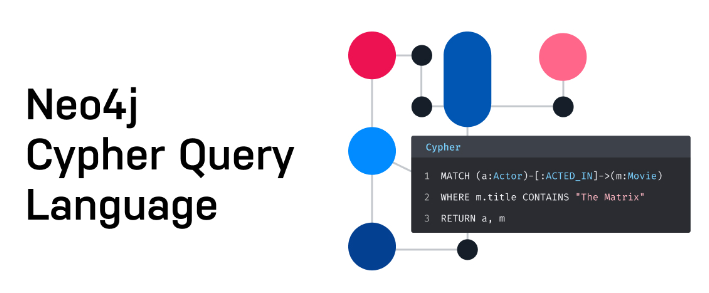 Neo4j
Cypher Query
Language
Cypher
1 MATCH (a:Actor)-[:ACTED_IN]->(m:Movie)
2 WHERE m.title CONTAINS "The Matrix"
3 RETURN a, m